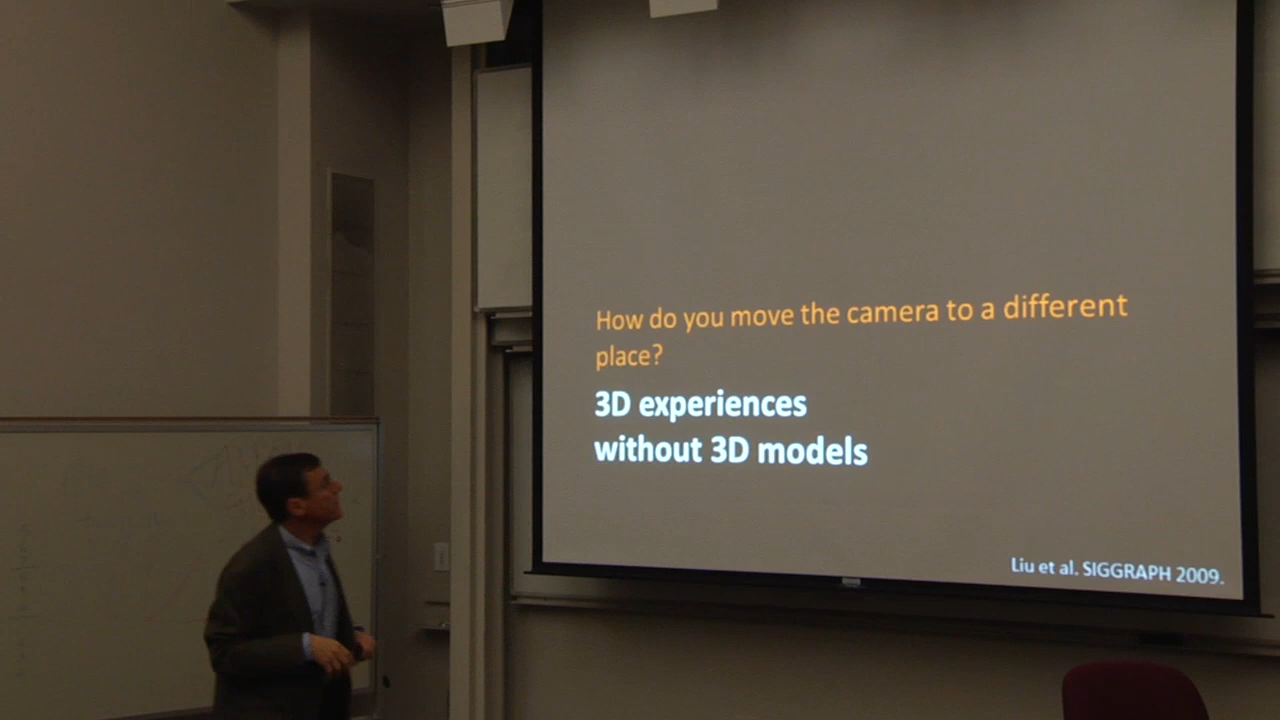 How do you move the camera to a different
place?
3D experiences
without 3D models
Liu et al. SIGGRAPH 2009.